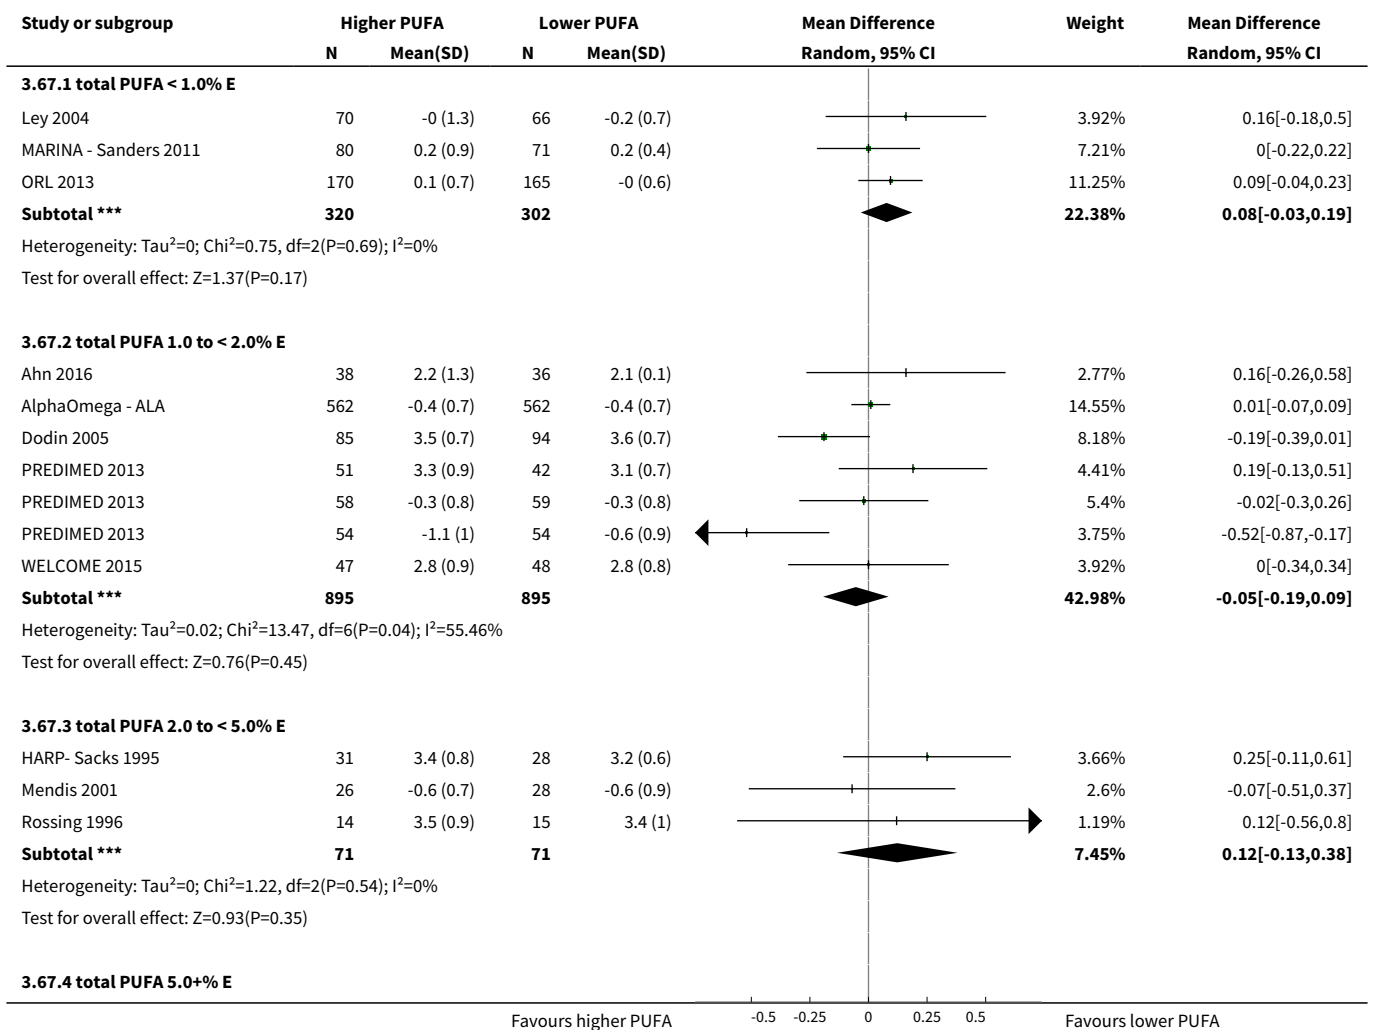 Study or subgroup Higher PUFA Lower PUFA Mean Difference Weight Mean Difference
N Mean(SD) N Mean(SD) Random, 95% CI Random, 95% CI
3.67.1 total PUFA < 1.0% E
Ley 2004 70 -0 (1.3) 66 -0.2 (0.7) 3.92% 0.16[-0.18,0.5]
MARINA - Sanders 2011 80 0.2 (0.9) 71 0.2 (0.4) 7.21% 0[-0.22,0.22]
ORL 2013 170 0.1 (0.7) 165 -0 (0.6) 11.25% 0.09[-0.04,0.23]
Subtotal *** 320 302 22.38% 0.08[-0.03,0.19]
Heterogeneity: Tau²=0; Chi²=0.75, df=2(P=0.69); I²=0%
Test for overall effect: Z=1.37(P=0.17)
3.67.2 total PUFA 1.0 to < 2.0% E
Ahn 2016 38 2.2 (1.3) 36 2.1 (0.1) 2.77% 0.16[-0.26,0.58]
AlphaOmega - ALA 562 -0.4 (0.7) 562 -0.4 (0.7) 14.55% 0.01[-0.07,0.09]
Dodin 2005 85 3.5 (0.7) 94 3.6 (0.7) 8.18% -0.19[-0.39,0.01]
PREDIMED 2013 51 3.3 (0.9) 42 3.1 (0.7) 4.41% 0.19[-0.13,0.51]
PREDIMED 2013 58 -0.3 (0.8) 59 -0.3 (0.8) 5.4% -0.02[-0.3,0.26]
PREDIMED 2013 54 -1.1 (1) 54 -0.6 (0.9) 3.75% -0.52[-0.87,-0.17]
WELCOME 2015 47 2.8 (0.9) 48 2.8 (0.8) 3.92% 0[-0.34,0.34]
Subtotal *** 895 895 42.98% -0.05[-0.19,0.09]
Heterogeneity: Tau²=0.02; Chi²=13.47, df=6(P=0.04); I²=55.46%
Test for overall effect: Z=0.76(P=0.45)
3.67.3 total PUFA 2.0 to < 5.0% E
HARP- Sacks 1995 31 3.4 (0.8) 28 3.2 (0.6) 3.66% 0.25[-0.11,0.61]
Mendis 2001 26 -0.6 (0.7) 28 -0.6 (0.9) 2.6% -0.07[-0.51,0.37]
Rossing 1996 14 3.5 (0.9) 15 3.4 (1) 1.19% 0.12[-0.56,0.8]
Subtotal *** 71 71 7.45% 0.12[-0.13,0.38]
Heterogeneity: Tau²=0; Chi²=1.22, df=2(P=0.54); I²=0%
Test for overall effect: Z=0.93(P=0.35)
3.67.4 total PUFA 5.0+% E
Favours higher PUFA -0.5 -0.25 0 0.25 0.5 Favours lower PUFA